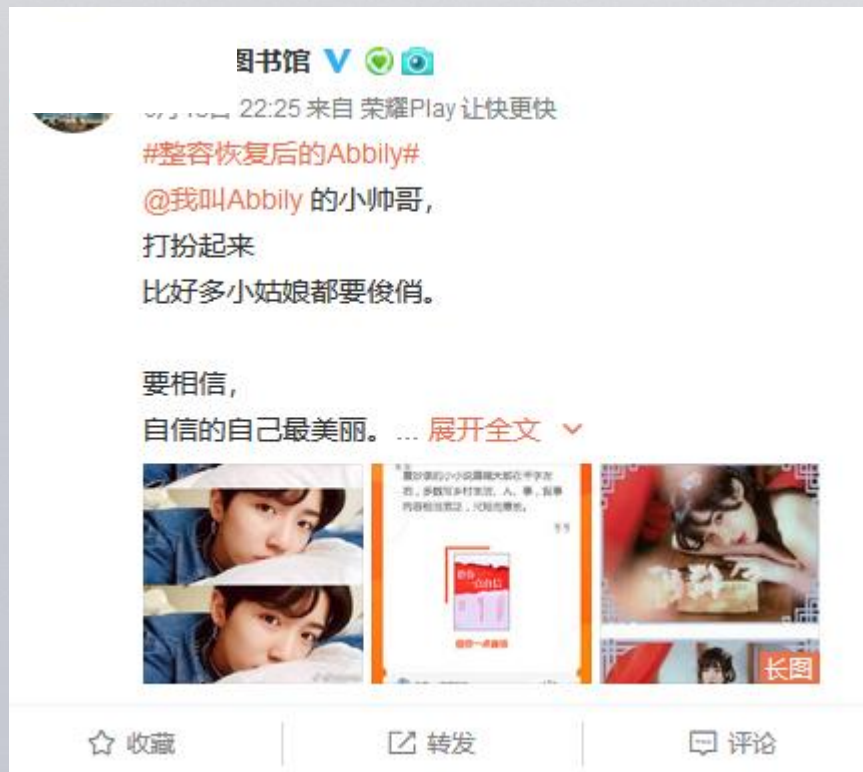 图书馆
22:25 来自 荣耀Play 让快更快
#整容恢复后的Abbily#
@我叫Abbily 的小帅哥，
打扮起来
比好多小姑娘都要俊俏。
要相信，
自信的自己最美丽。 ... 展开全文
长图
收藏
转发
评论